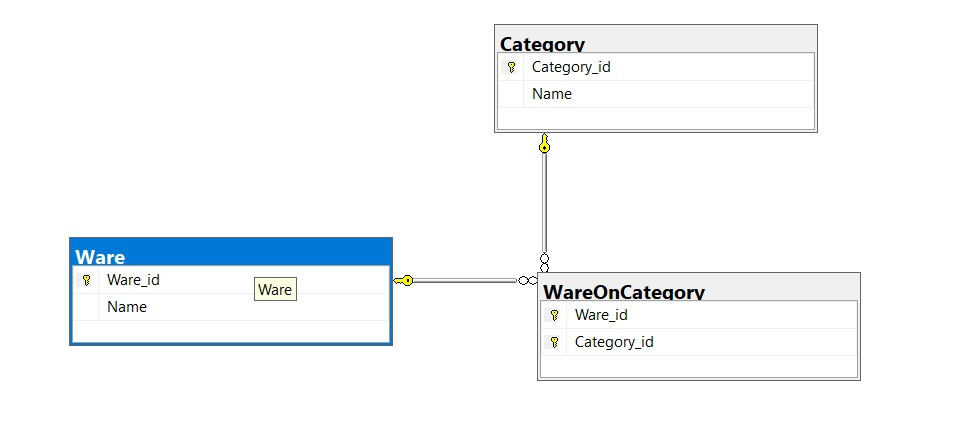 Category
Category_id
Name
Ware
Ware_id
Ware
Name
WareOnCategory
Ware_id
Category_id